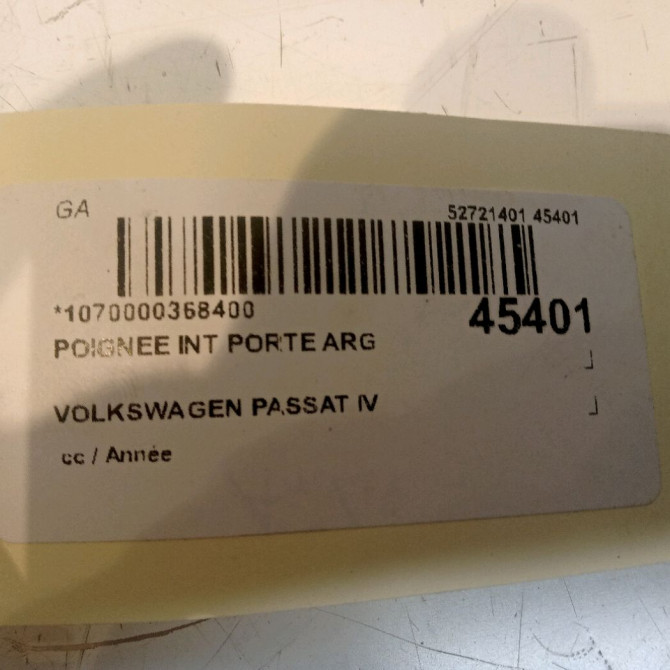 GA
52721401 45401
*1070000368400
45401
POIGNEE INT PORTE ARG
VOLKSWAGEN PASSAT IV
cc / Année